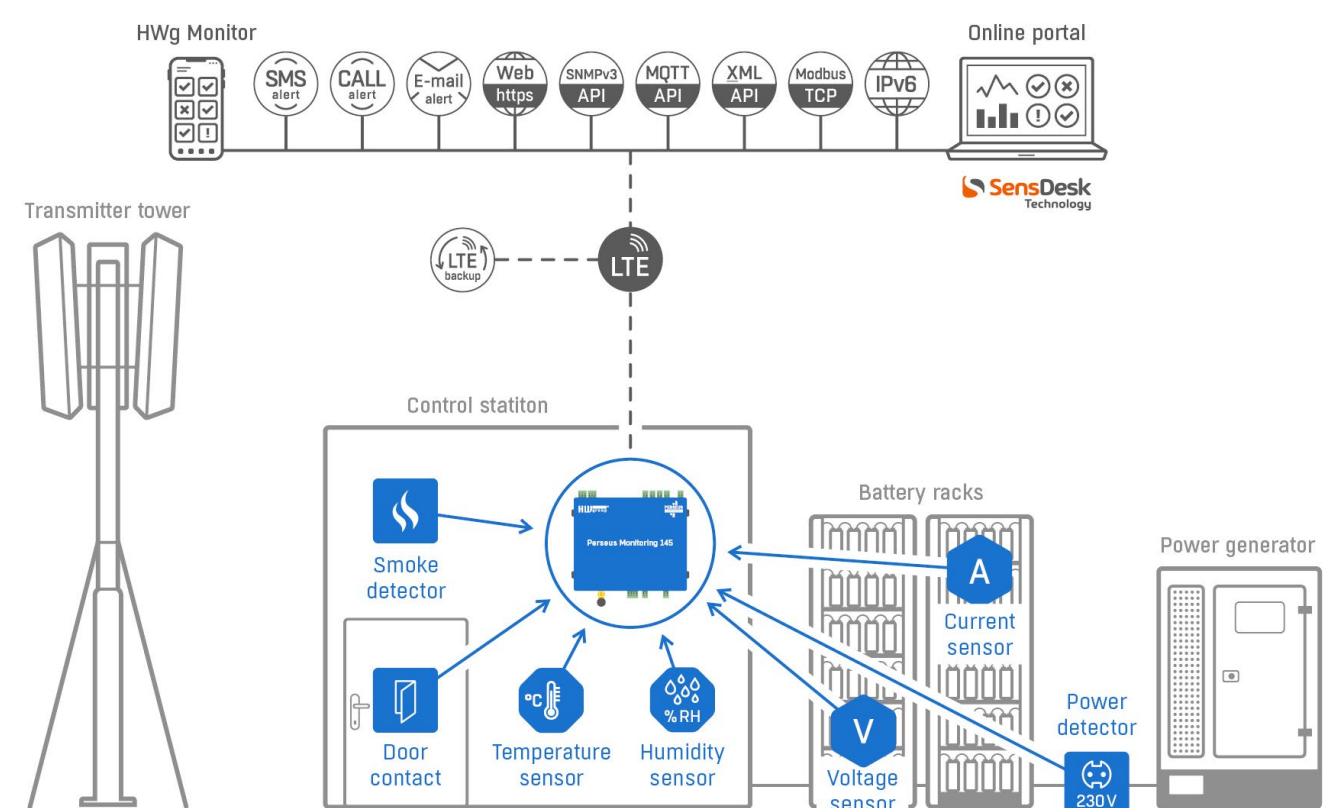 HWg Monitor
Online portal
SMS
alert
CALL
alert
E-mail
alert
Web
https
SNMPv3
API
MQTT
API
XML
API
Modbus
TCP
IPv6
SensDesk
Technology
Transmitter tower
LTE
backup
LTE
Control statiton
Battery racks
Power generator
Perseus Monitoring 145
Smoke
detector
A
Current
sensor
Door
contact
°C
Temperature
sensor
% RH
Humidity
sensor
V
Voltage
sensor
Power
detector
230 V